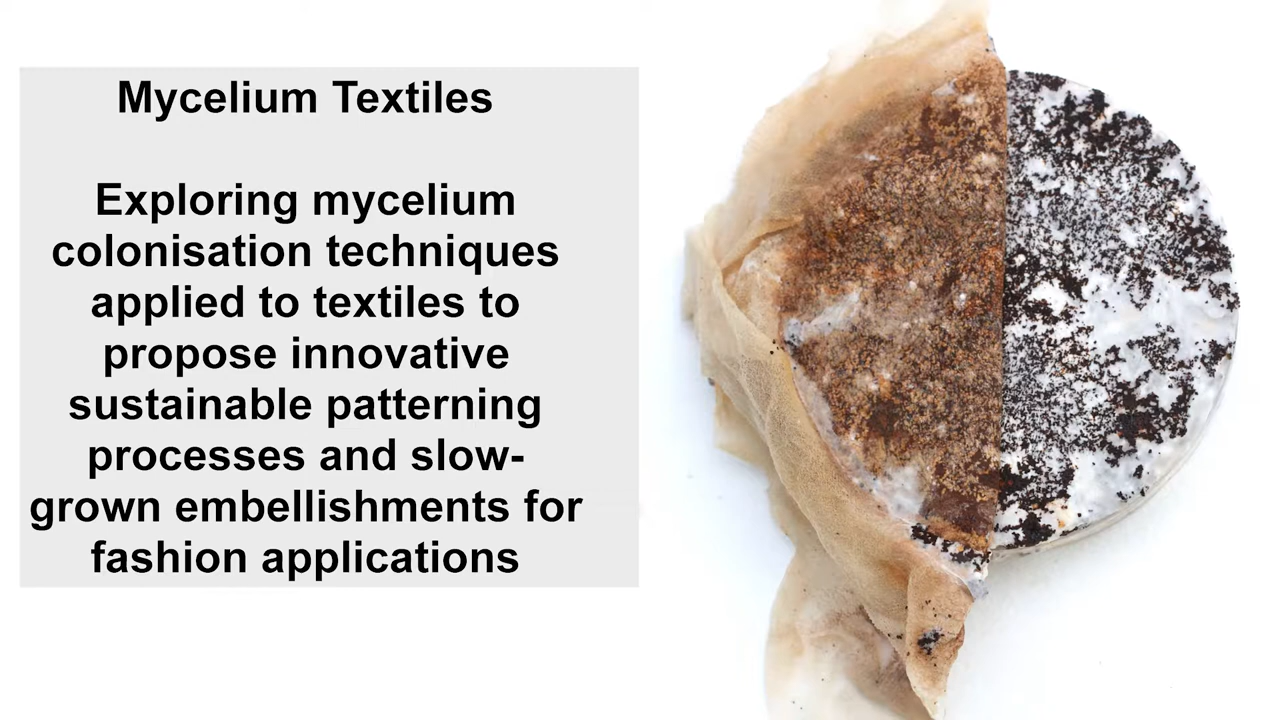 Mycelium Textiles
Exploring mycelium
colonisation techniques
applied to textiles to
propose innovative
sustainable patterning
processes and slow-
grown embellishments for
fashion applications